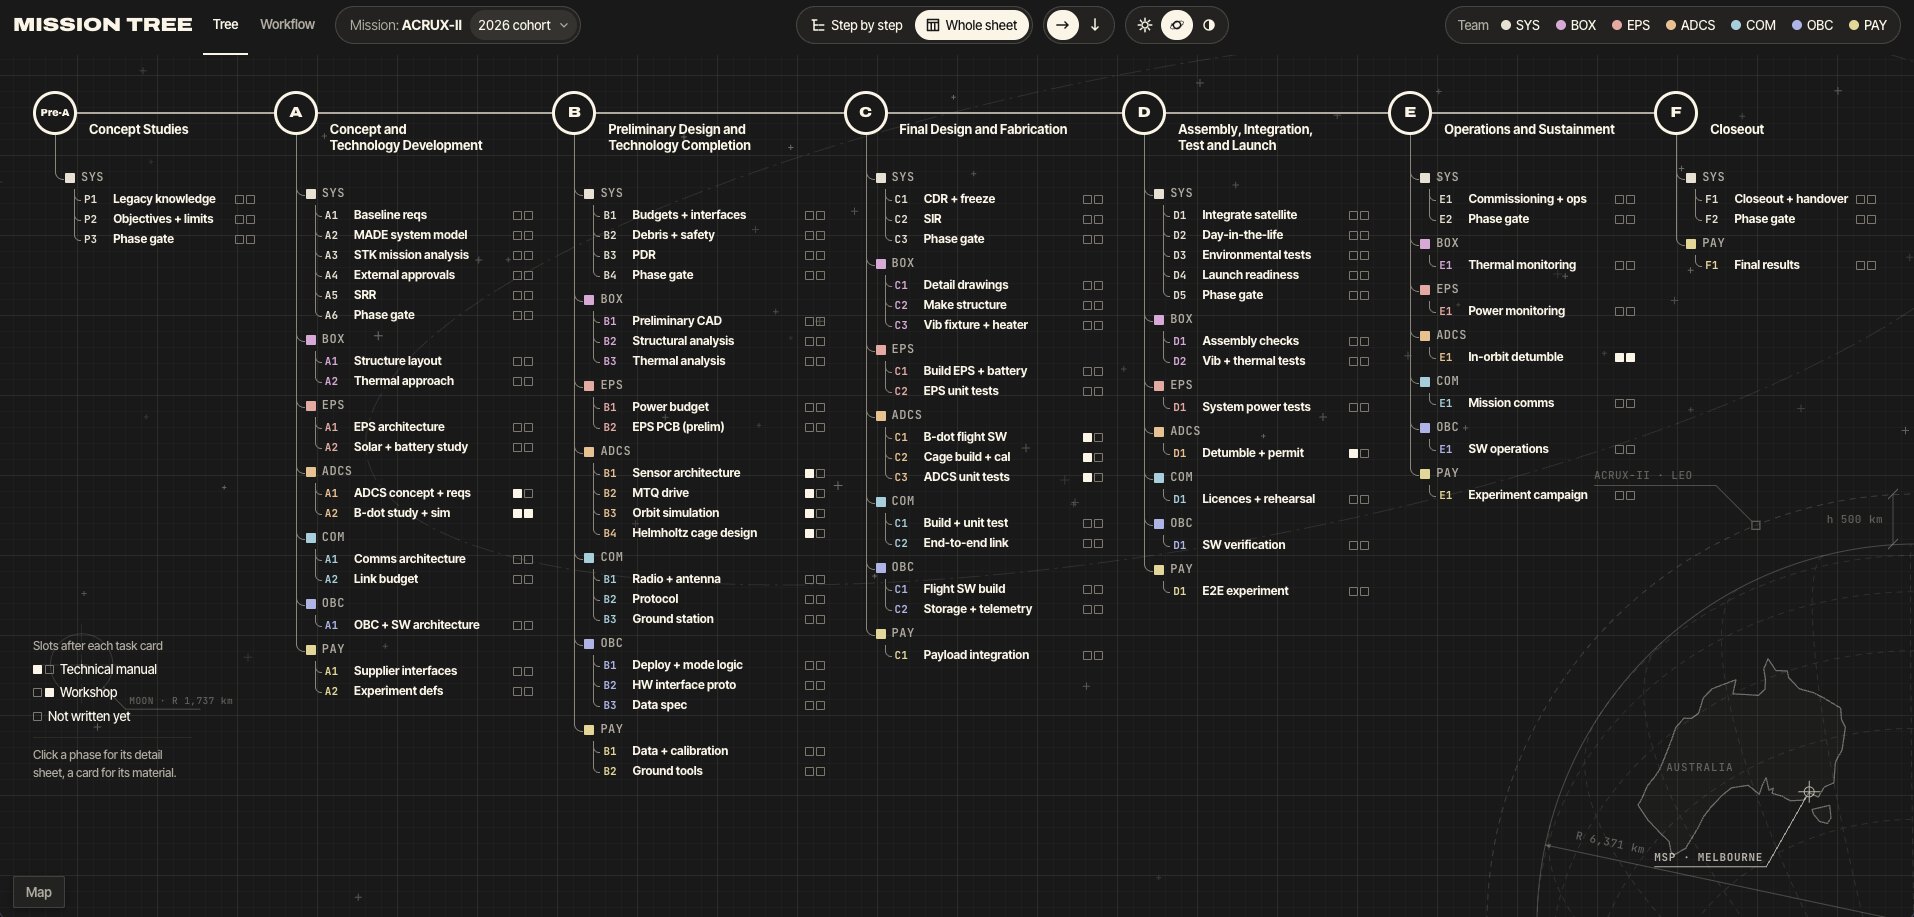 MISSION TREE
Tree
Workflow
Mission: ACRUX-II
2026 cohort
Step by step
Whole sheet
Team
SYS
BOX
EPS
ADCS
COM
OBC
PAY
Pre-A
Concept Studies
SYS
P1 Legacy knowledge
P2 Objectives + limits
P3 Phase gate
A
Concept and
Technology Development
SYS
A1 Baseline reqs
A2 MADE system model
A3 STK mission analysis
A4 External approvals
A5 SRR
A6 Phase gate
BOX
A1 Structure layout
A2 Thermal approach
EPS
A1 EPS architecture
A2 Solar + battery study
ADCS
A1 ADCS concept + reqs
A2 B-dot study + sim
COM
A1 Comms architecture
A2 Link budget
OBC
A1 OBC + SW architecture
PAY
A1 Supplier interfaces
A2 Experiment defs
B
Preliminary Design and
Technology Completion
SYS
B1 Budgets + interfaces
B2 Debris + safety
B3 PDR
B4 Phase gate
BOX
B1 Preliminary CAD
B2 Structural analysis
B3 Thermal analysis
EPS
B1 Power budget
B2 EPS PCB (prelim)
ADCS
B1 Sensor architecture
B2 MTQ drive
B3 Orbit simulation
B4 Helmholtz cage design
COM
B1 Radio + antenna
B2 Protocol
B3 Ground station
OBC
B1 Deploy + mode logic
B2 HW interface proto
B3 Data spec
PAY
B1 Data + calibration
B2 Ground tools
C
Final Design and Fabrication
SYS
C1 CDR + freeze
C2 SIR
C3 Phase gate
BOX
C1 Detail drawings
C2 Make structure
C3 Vib fixture + heater
EPS
C1 Build EPS + battery
C2 EPS unit tests
ADCS
C1 B-dot flight SW
C2 Cage build + cal
C3 ADCS unit tests
COM
C1 Build + unit test
C2 End-to-end link
OBC
C1 Flight SW build
C2 Storage + telemetry
PAY
C1 Payload integration
D
Assembly, Integration,
Test and Launch
SYS
D1 Integrate satellite
D2 Day-in-the-life
D3 Environmental tests
D4 Launch readiness
D5 Phase gate
BOX
D1 Assembly checks
D2 Vib + thermal tests
EPS
D1 System power tests
ADCS
D1 Detumble + permit
COM
D1 Licences + rehearsal
OBC
D1 SW verification
PAY
D1 E2E experiment
E
Operations and Sustainment
SYS
E1 Commissioning + ops
E2 Phase gate
BOX
E1 Thermal monitoring
EPS
E1 Power monitoring
ADCS
E1 In-orbit detumble
COM
E1 Mission comms
OBC
E1 SW operations
PAY
E1 Experiment campaign
F
Closeout
SYS
F1 Closeout + handover
F2 Phase gate
PAY
F1 Final results
Slots after each task card
Technical manual
Workshop
Not written yet
Click a phase for its detail
sheet, a card for its material.
MOON · R 1,737 km
Map
ACRUX-II · LEO
h 500 km
AUSTRALIA
R 6,371 km
MSP · MELBOURNE